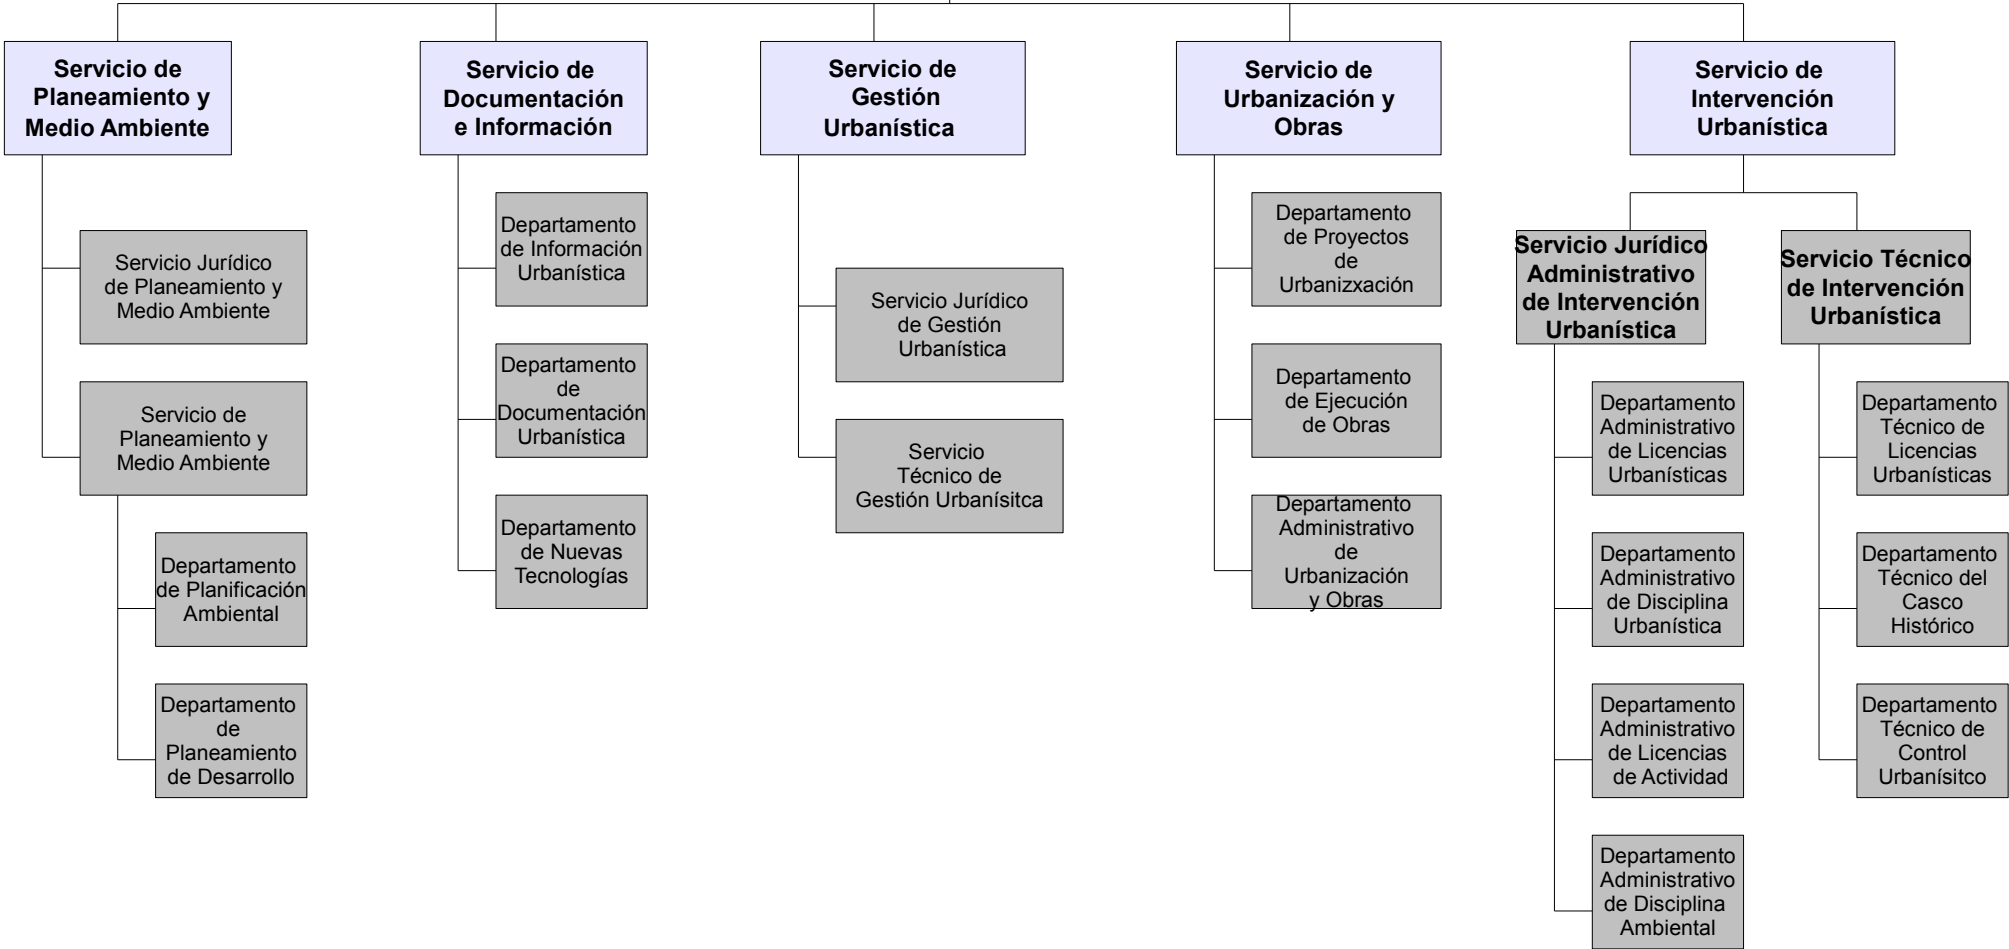 Servicio de
Planeamiento y
Medio Ambiente
Servicio de
Documentación
e Información
Servicio de
Gestión
Urbanística
Servicio de
Urbanización y
Obras
Servicio de
Intervención
Urbanística
Servicio Jurídico
de Planeamiento y
Medio Ambiente
Servicio de
Planeamiento y
Medio Ambiente
Departamento
de Planificación
Ambiental
Departamento
de
Planeamiento
de Desarrollo
Departamento
de Información
Urbanística
Departamento
de
Documentación
Urbanística
Departamento
de Nuevas
Tecnologías
Servicio Jurídico
de Gestión
Urbanística
Servicio
Técnico de
Gestión Urbanísitca
Departamento
de Proyectos
de
Urbanizxación
Departamento
de Ejecución
de Obras
Departamento
Administrativo
de
Urbanización
y Obras
Servicio Jurídico
Administrativo
de Intervención
Urbanística
Departamento
Administrativo
de Licencias
Urbanísticas
Departamento
Administrativo
de Disciplina
Urbanística
Departamento
Administrativo
de Licencias
de Actividad
Departamento
Administrativo
de Disciplina
Ambiental
Servicio Técnico
de Intervención
Urbanística
Departamento
Técnico de
Licencias
Urbanísticas
Departamento
Técnico del
Casco
Histórico
Departamento
Técnico de
Control
Urbanísitco